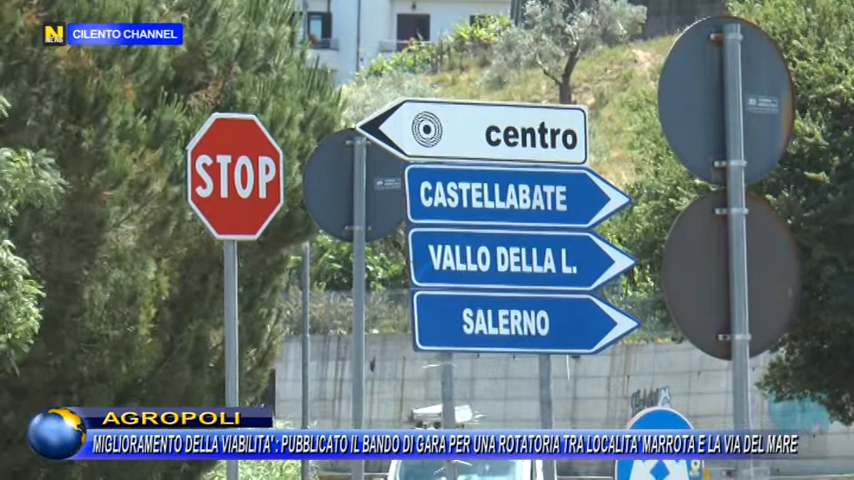 N
NEWS
CILENTO CHANNEL
STOP
centro
CASTELLABATE
VALLO DELLA L.
SALERNO
AGROPOLI
MIGLIORAMENTO DELLA VIABILITA': PUBBLICATO IL BANDO DI GARA PER UNA ROTATORIA TRA LOCALITA' MARROTA E LA VIA DEL MARE